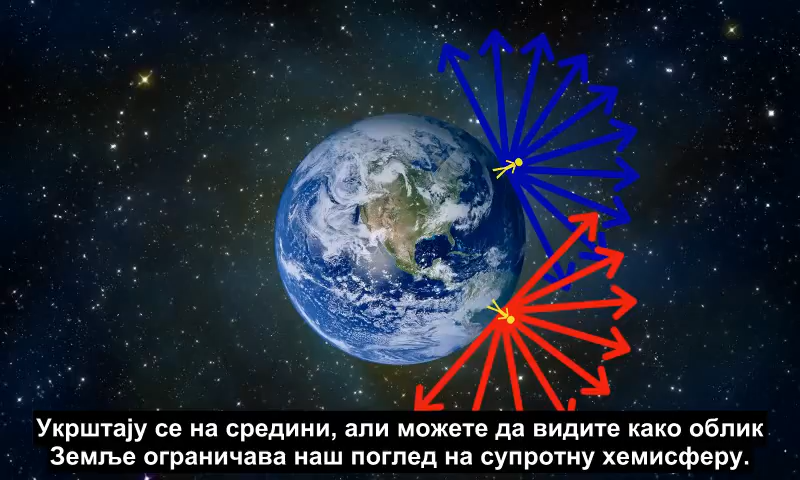 Укрштају се на средини, али можете да видите како облик
Земље ограничава наш поглед на супротну хемисферу.